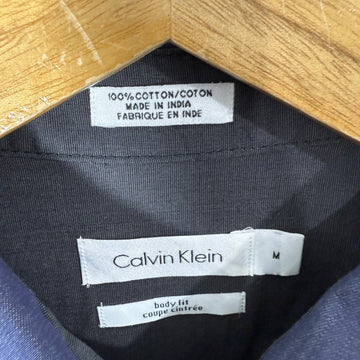 100% COTTON/COTON
MADE IN INDIA
FABRIQUE EN INDE
Calvin Klein
M
body fit
coupe cintrée